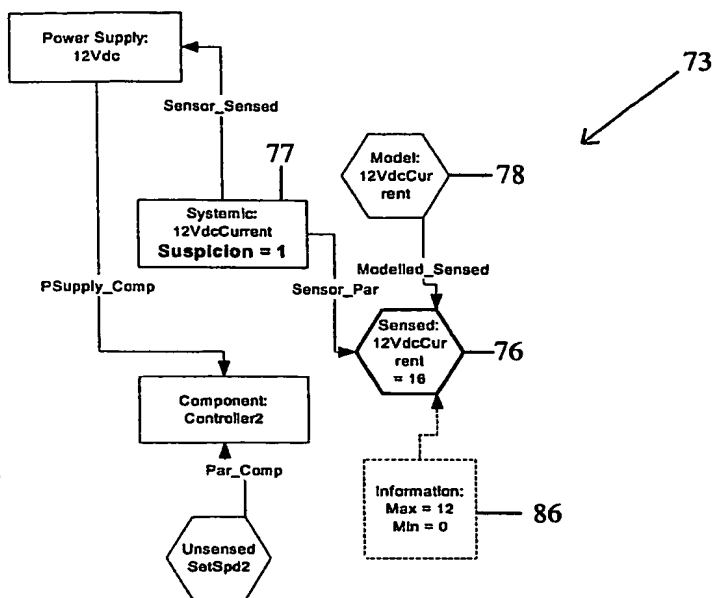 Power Supply:
12Vdc
73
Sensor_Sensed
77
Model:
12VdcCur
rent
78
Systemic:
12VdcCurrent
Suspicion = 1
Modelled_Sensed
PSupply_Comp
Sensor_Par
Sensed:
12VdcCur
rent
= 16
76
Component:
Controller2
Par_Comp
Information:
Max = 12
Min = 0
86
Unsensed
SetSpd2